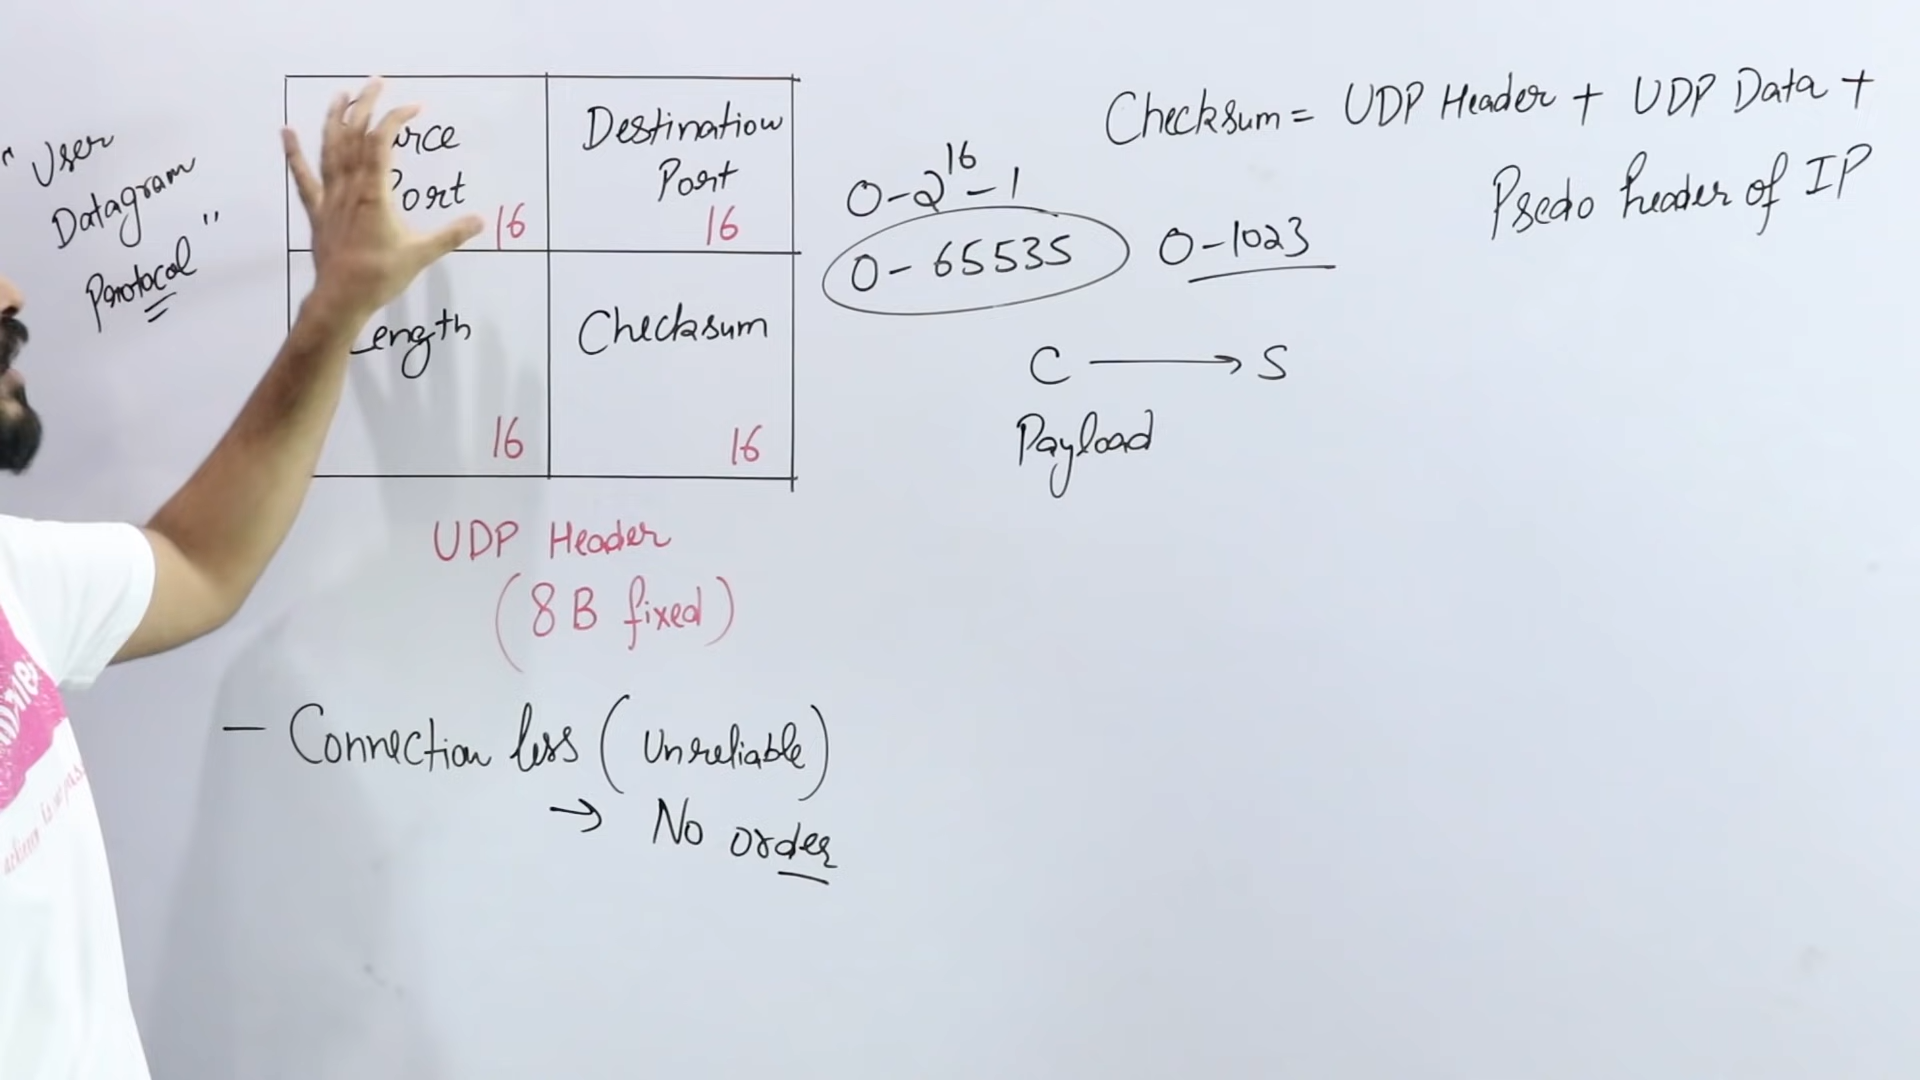 "User
Datagram
Protocol"
urce
Port
16
Destination
Port
16
Length
16
Checksum
16
UDP Header
(8B fixed)
- Connection less (Unreliable)
→ No order
0-2^16-1
0-65535
0-1023
C → S
Payload
Checksum = UDP Header + UDP Data +
Psedo header of IP